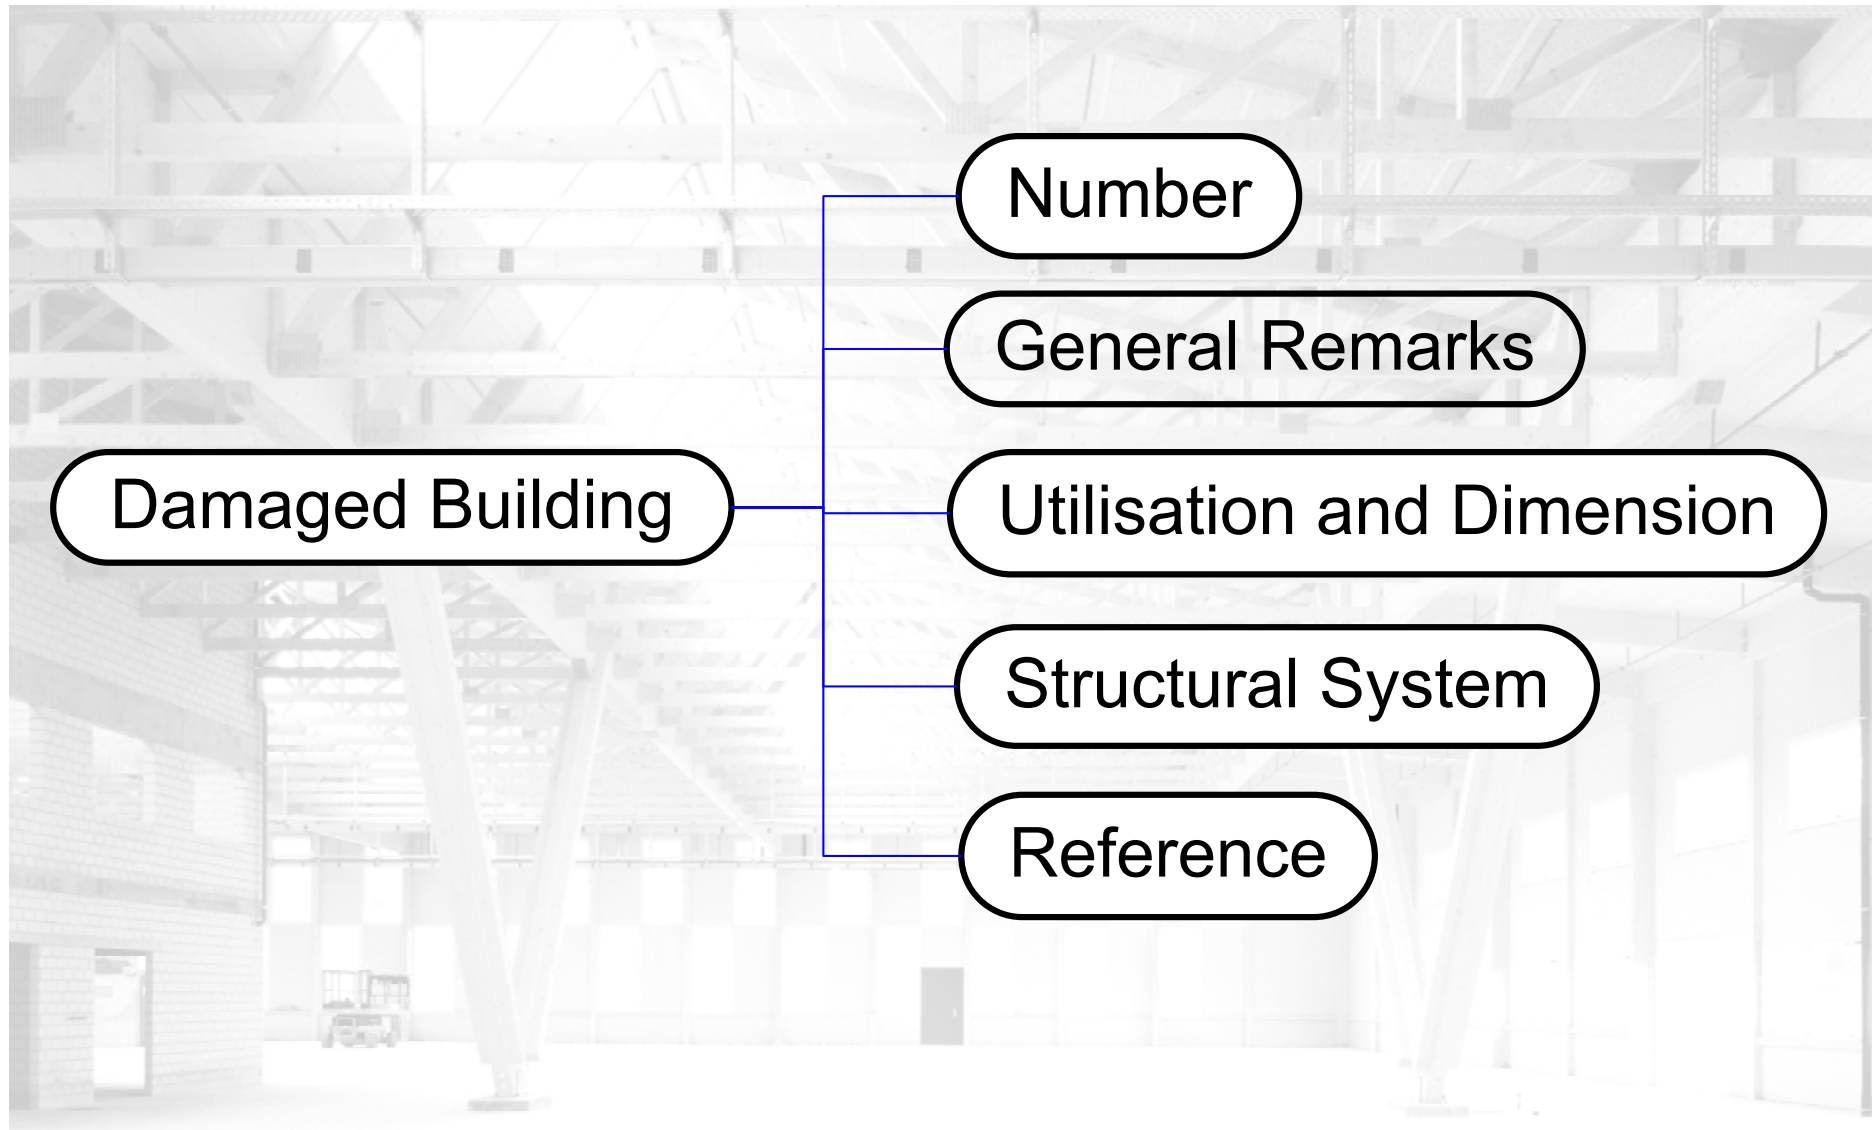 Number
General Remarks
Damaged Building
Utilisation and Dimension
Structural System
Reference